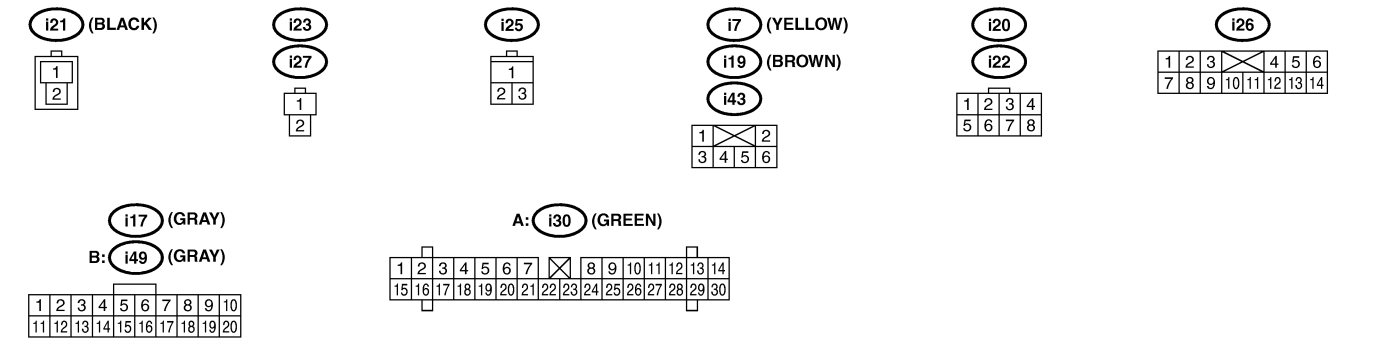 i21 (BLACK)
1
2
i23
i27
1
2
i25
1
2 3
i7 (YELLOW)
i19 (BROWN)
i43
1 2
3 4 5 6
i20
i22
1 2 3 4
5 6 7 8
i26
1 2 3 4 5 6
7 8 9 10 11 12 13 14
i17 (GRAY)
B: i49 (GRAY)
1 2 3 4 5 6 7 8 9 10
11 12 13 14 15 16 17 18 19 20
A: i30 (GREEN)
1 2 3 4 5 6 7 8 9 10 11 12 13 14
15 16 17 18 19 20 21 22 23 24 25 26 27 28 29 30